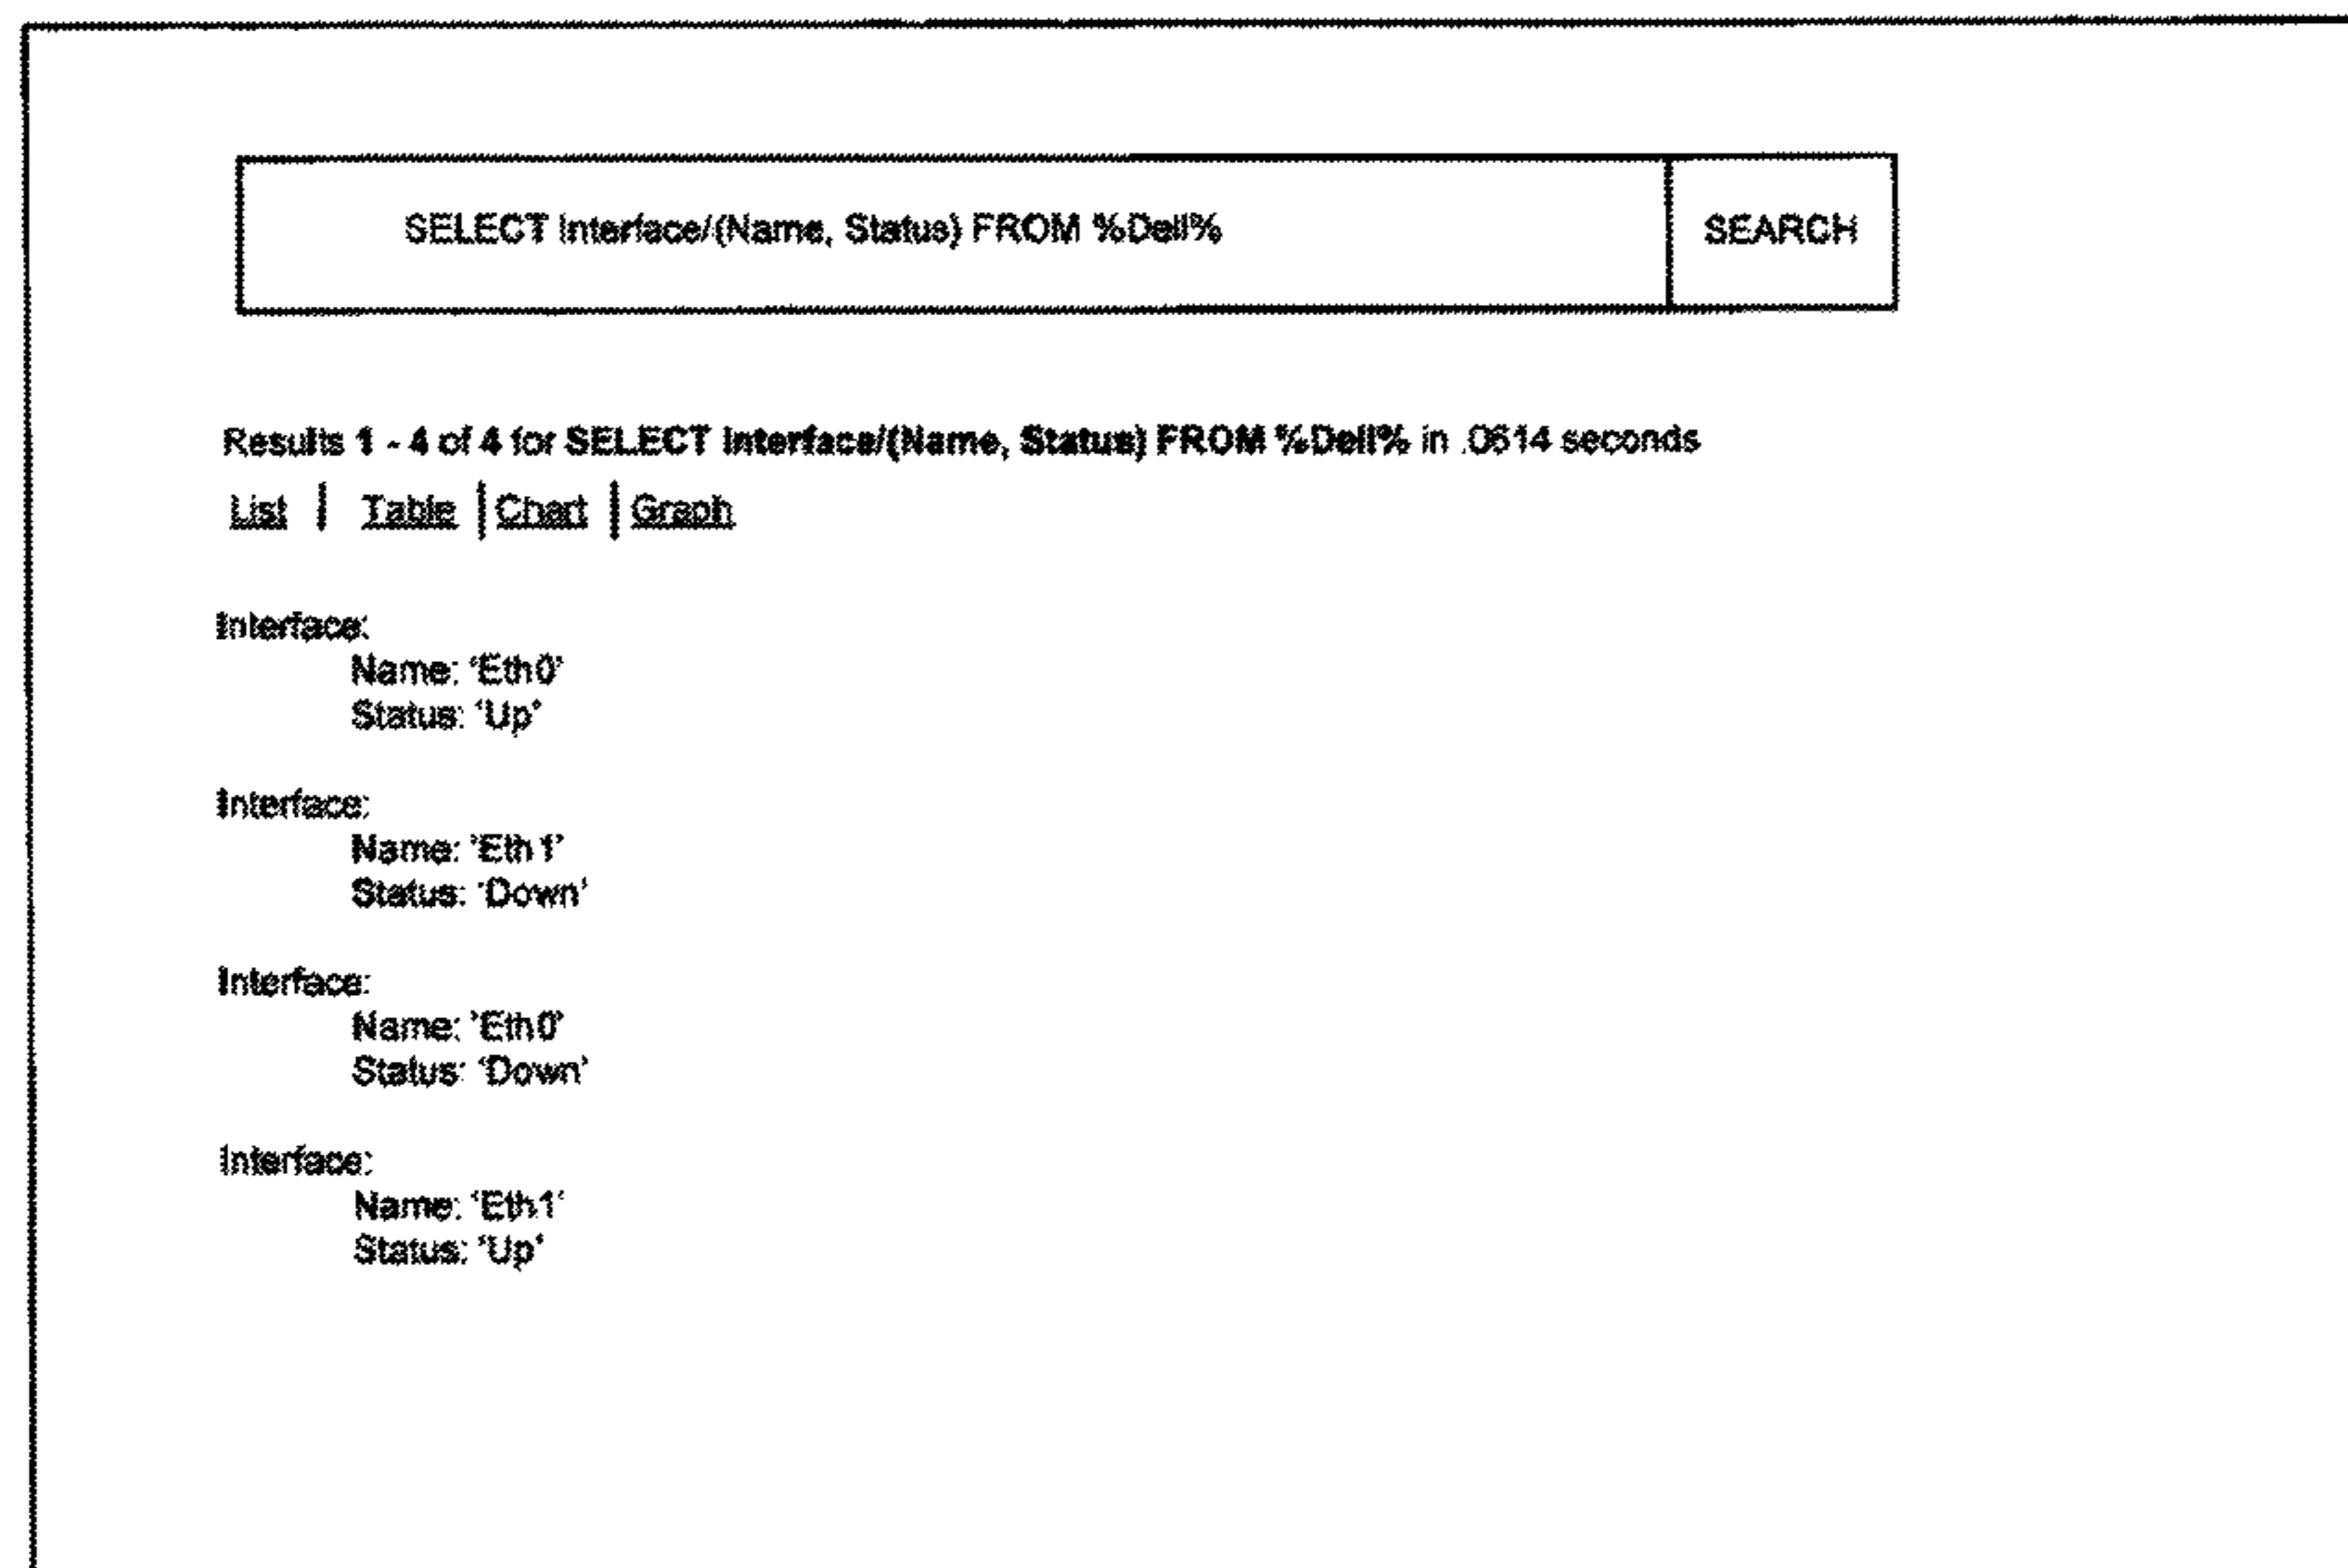 SELECT Interface/(Name, Status) FROM %Dell% SEARCH
Results 1 - 4 of 4 for SELECT Interface/(Name, Status) FROM %Dell% in .0614 seconds
List | Table | Chart | Graph
Interface:
Name: 'Eth0'
Status: 'Up'
Interface:
Name: 'Eth1'
Status: 'Down'
Interface:
Name: 'Eth0'
Status: 'Down'
Interface:
Name: 'Eth1'
Status: 'Up'